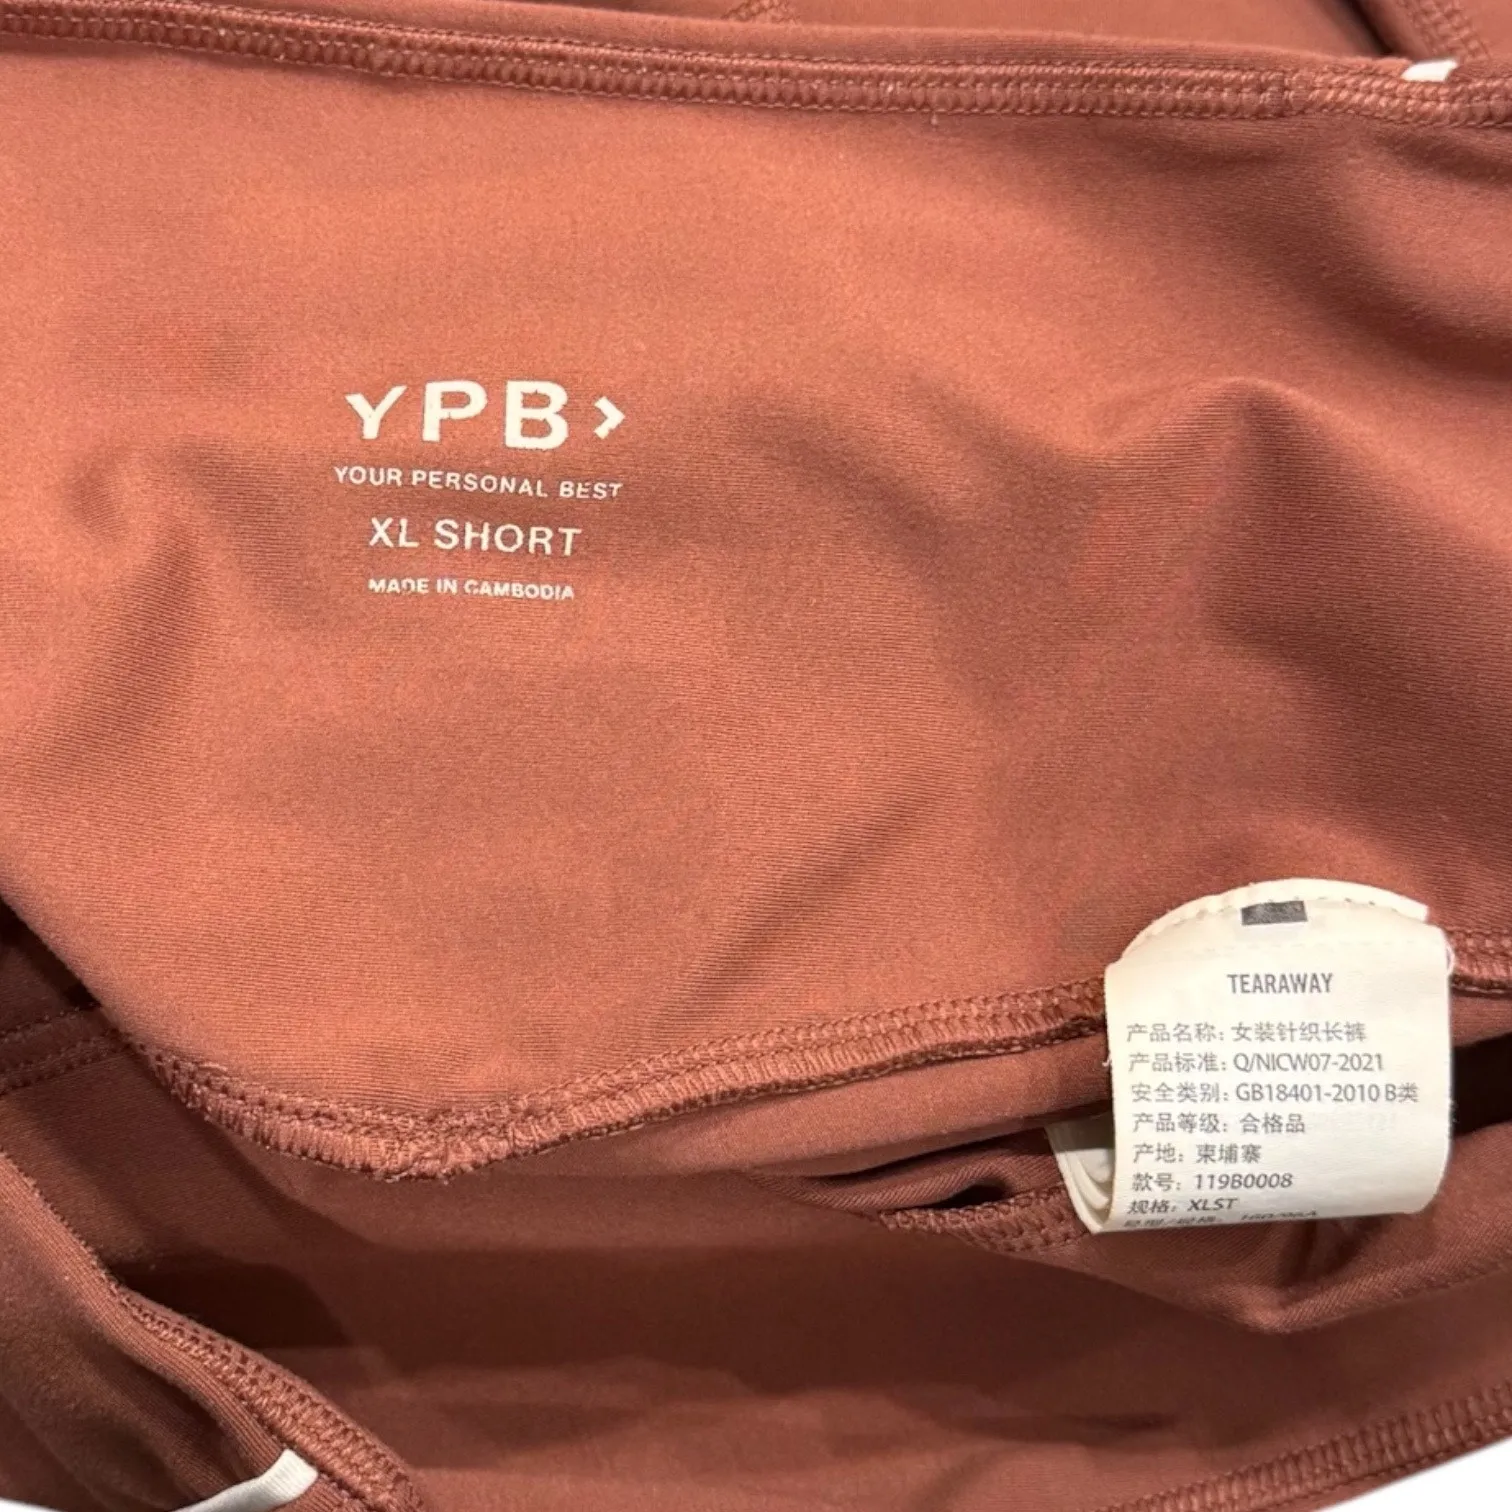 YPB>
YOUR PERSONAL BEST
XL SHORT
MADE IN CAMBODIA
TEARAWAY
产品名称: 女装针织长裤
产品标准: Q/NICW07-2021
安全类别: GB18401-2010 B类
产品等级: 合格品
产地: 柬埔寨
款号: 119B0008
规格: XLST